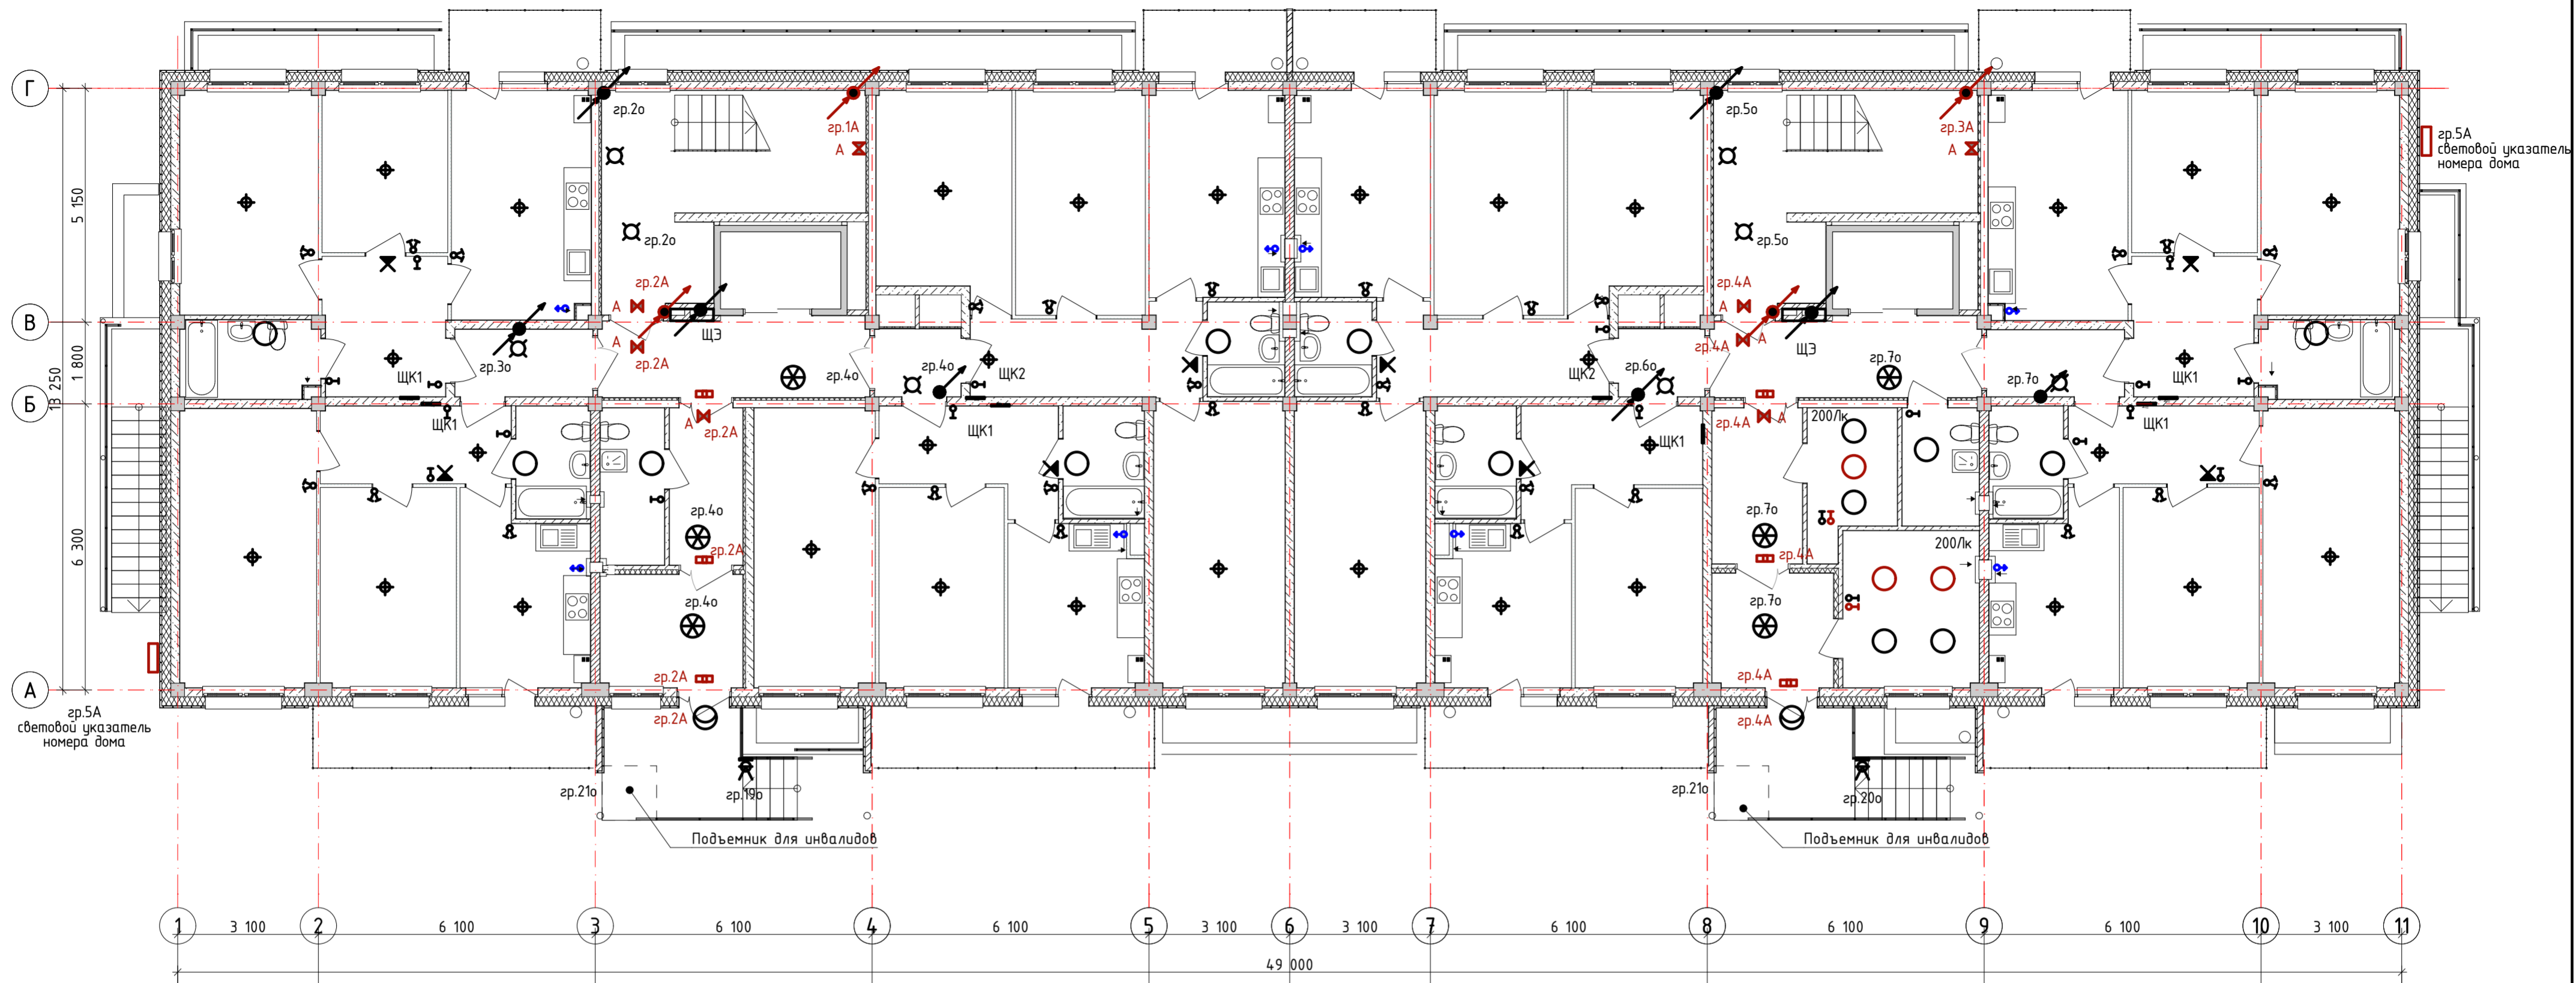 Г
гр.2о
гр.1А
А
гр.5о
гр.3А
А
гр.5А
световой указатель
номера дома
5 150
гр.2о
гр.5о
гр.2А
А
гр.4А
А
В
ЩЭ
А
гр.2А
гр.4А
А
ЩЭ
1 800
13 250
ЩК1
гр.3о
гр.4о
гр.4о
ЩК2
ЩК2
гр.6о
гр.7о
гр.7о
ЩК1
Б
ЩК1
А
гр.2А
ЩК1
ЩК1
гр.4А
А
200Лк
ЩК1
6 300
гр.4о
гр.2А
гр.7о
гр.4А
200Лк
гр.4о
гр.7о
А
гр.2А
гр.4А
гр.5А
световой указатель
номера дома
гр.2А
гр.4А
гр.21о
гр.19о
гр.21о
гр.20о
Подъемник для инвалидов
Подъемник для инвалидов
1
3 100
2
6 100
3
6 100
4
6 100
5
3 100
6
3 100
7
6 100
8
6 100
9
6 100
10
3 100
11
49 000